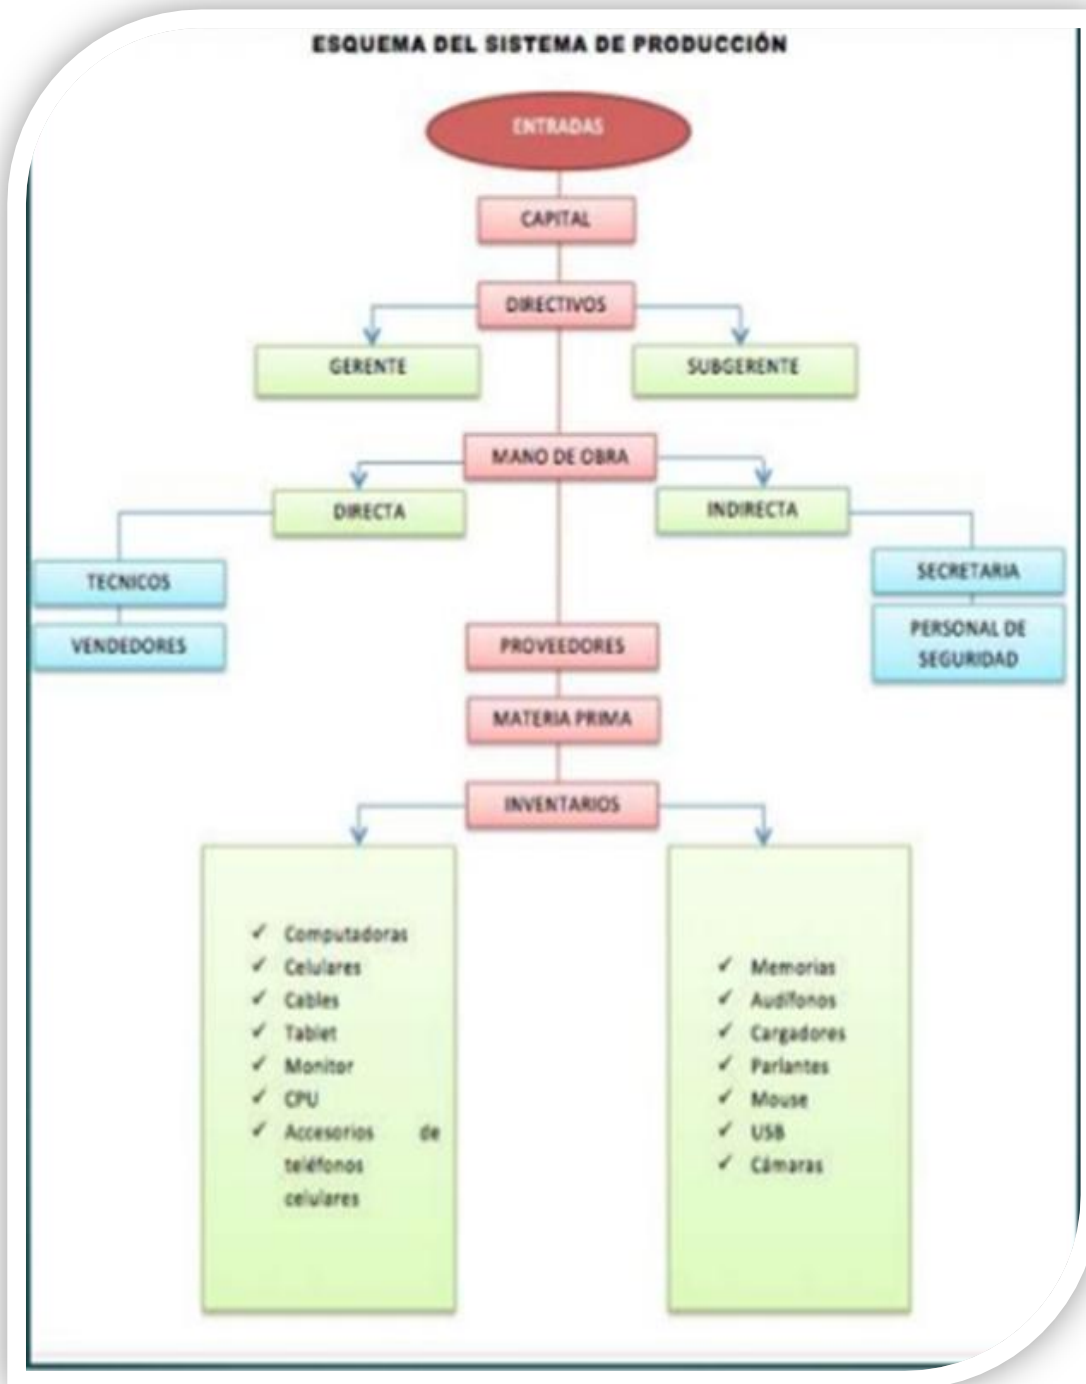 ESQUEMA DEL SISTEMA DE PRODUCCIÓN
ENTRADAS
CAPITAL
DIRECTIVOS
GERENTE
SUBGERENTE
MANO DE OBRA
DIRECTA
INDIRECTA
TECNICOS
VENDEDORES
SECRETARIA
PERSONAL DE
SEGURIDAD
PROVEEDORES
MATERIA PRIMA
INVENTARIOS
✓ Computadoras
✓ Celulares
✓ Cables
✓ Tablet
✓ Monitor
✓ CPU
✓ Accesorios de
teléfonos
celulares
✓ Memorias
✓ Audífonos
✓ Cargadores
✓ Parlantes
✓ Mouse
✓ USB
✓ Cámaras